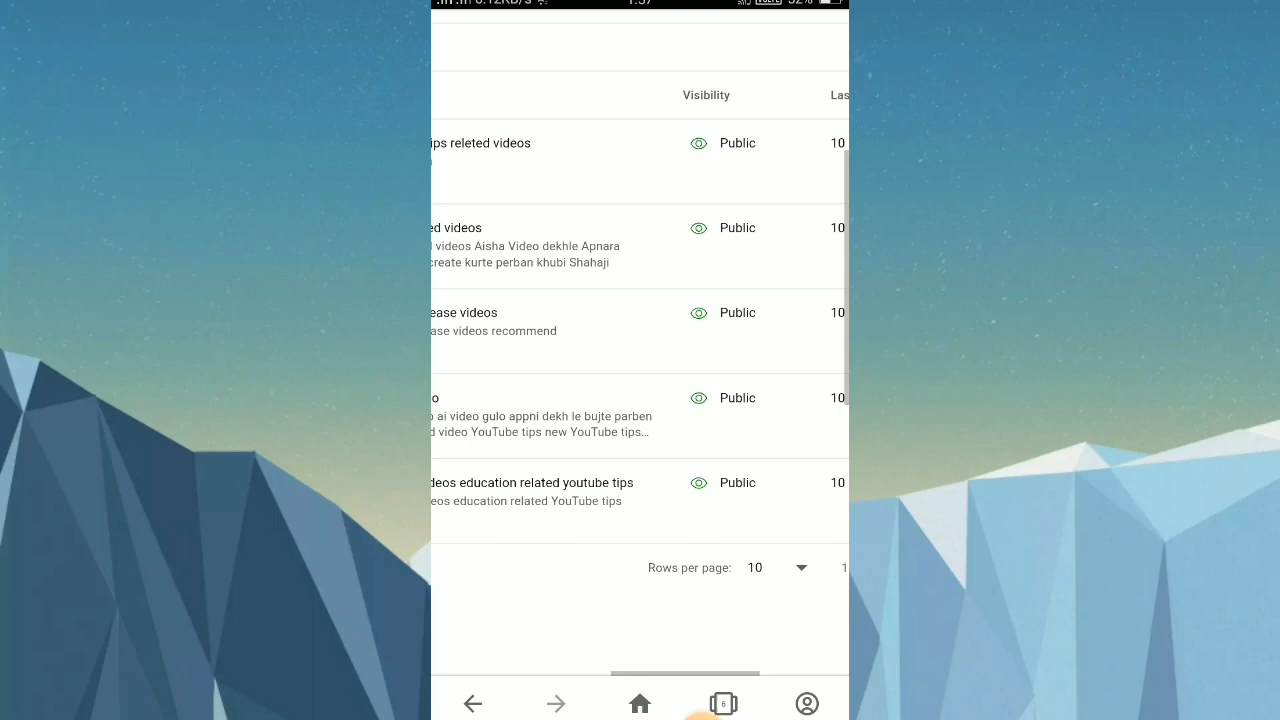 Visibility
ips releted videos
Public
10
ed videos
Public
10
videos Aisha Video dekhle Apnara
create kurte perban khubi Shahaji
ease videos
Public
10
ase videos recommend
o
Public
10
o ai video gulo appni dekh le bujte parben
d video YouTube tips new YouTube tips…
deos education related youtube tips
Public
10
eos education related YouTube tips
Rows per page: 10
6